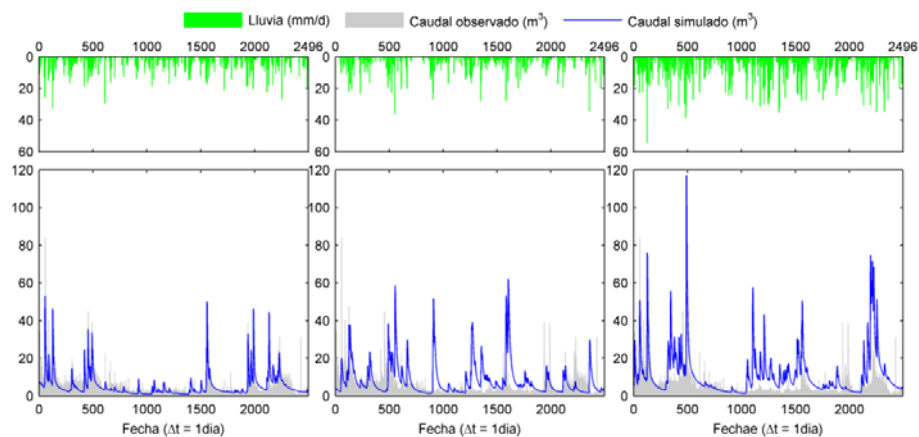 Lluvia (mm/d) Caudal observado (m³) Caudal simulado (m³)
0 500 1000 1500 2000 2496 0 500 1000 1500 2000 2496 0 500 1000 1500 2000 2496
0 0 0
20 20 20
40 40 40
60 60 60
120 120 120
100 100 100
80 80 80
60 60 60
40 40 40
20 20 20
0 0 0
0 500 1000 1500 2000 0 500 1000 1500 2000 0 500 1000 1500 2000
Fecha (Δt = 1dia) Fecha (Δt = 1dia) Fechae (Δt = 1dia)